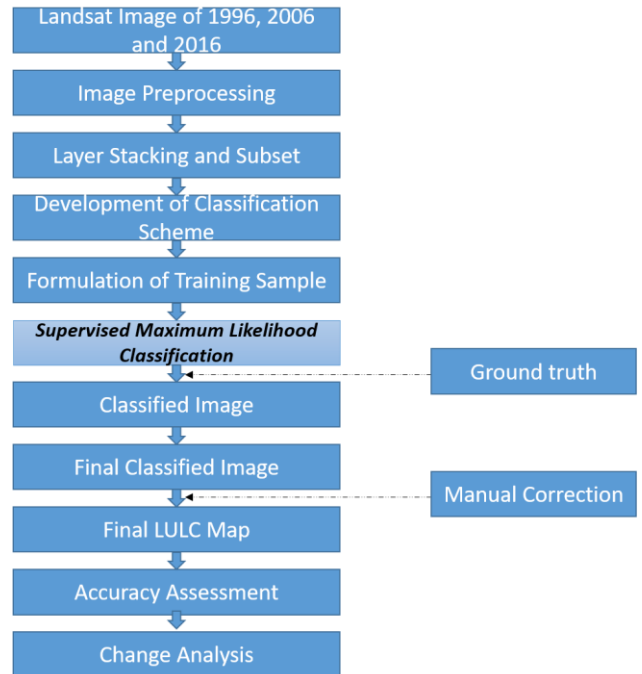 Landsat Image of 1996, 2006
and 2016
Image Preprocessing
Layer Stacking and Subset
Development of Classification
Scheme
Formulation of Training Sample
Supervised Maximum Likelihood
Classification
Ground truth
Classified Image
Final Classified Image
Manual Correction
Final LULC Map
Accuracy Assessment
Change Analysis